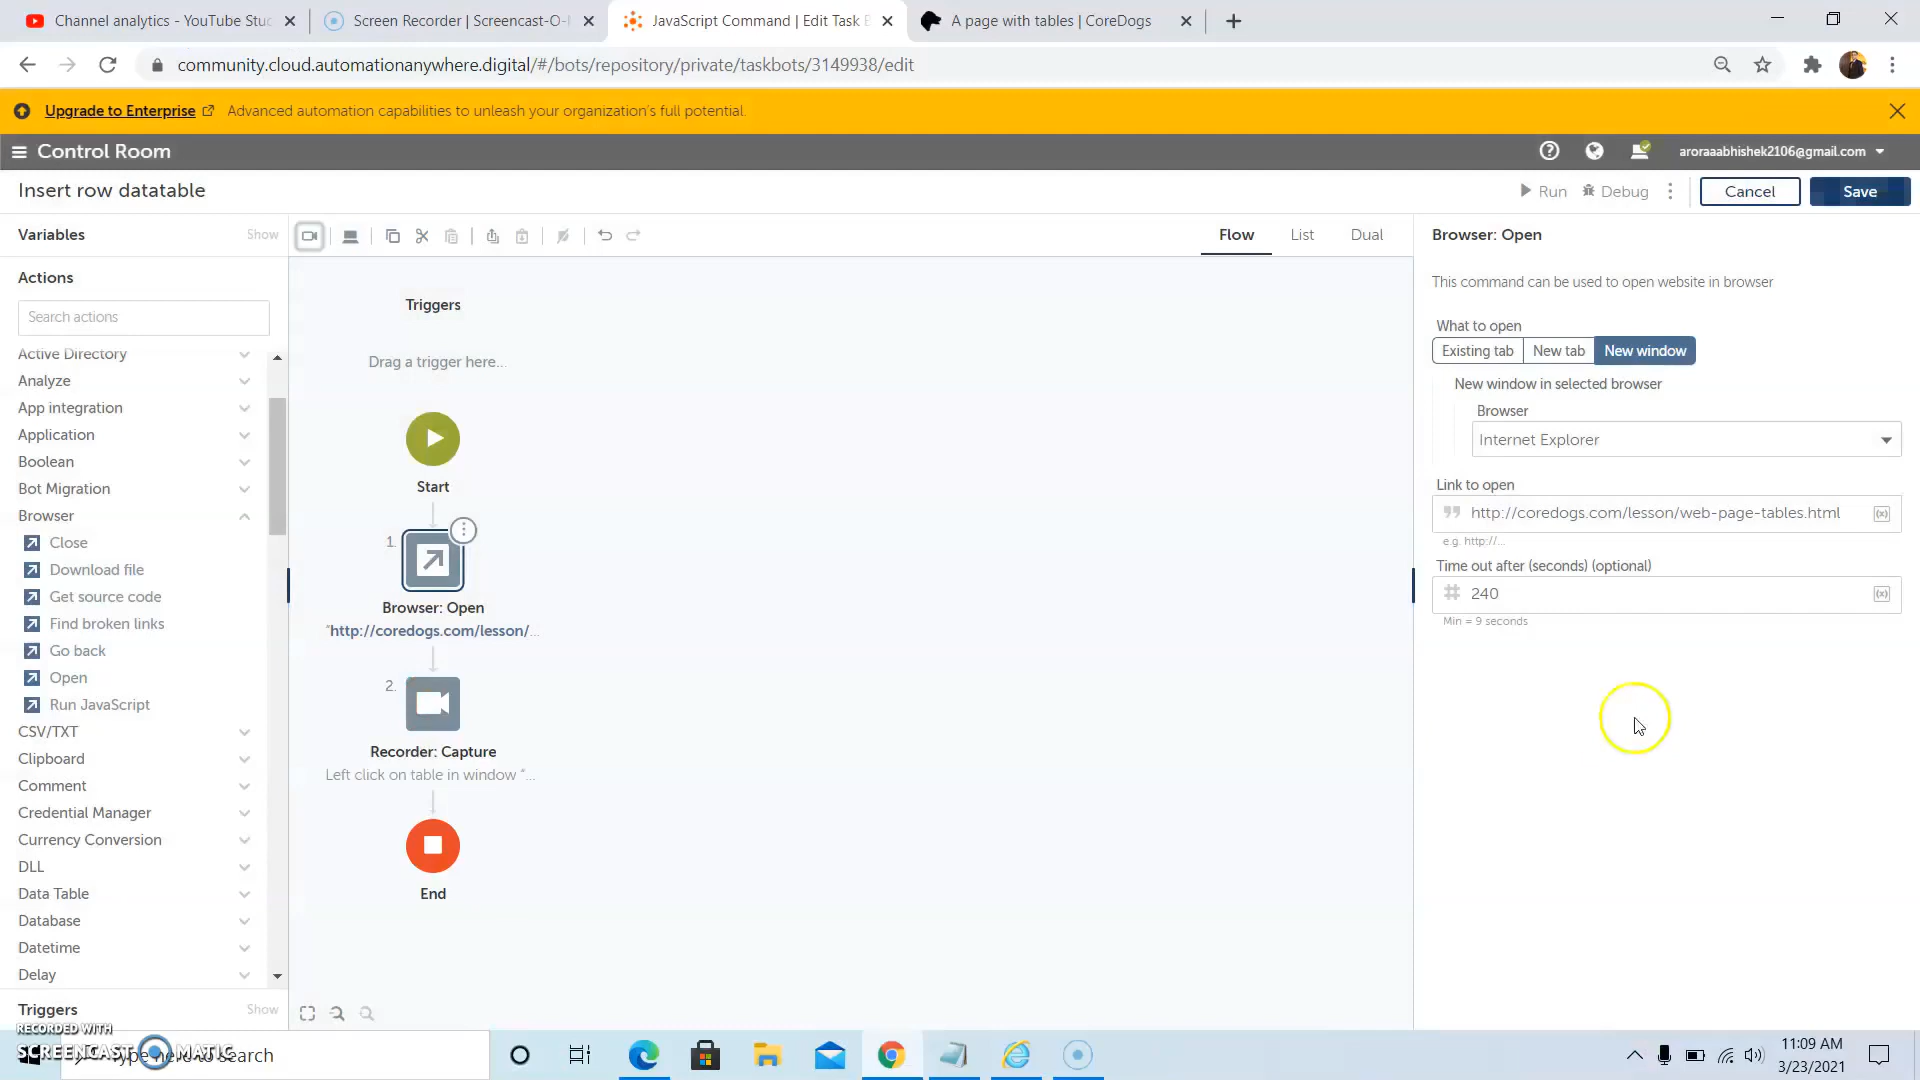 Channel analytics - YouTube Stu
Screen Recorder | Screencast-O-
JavaScript Command | Edit Task B
A page with tables | CoreDogs
community.cloud.automationanywhere.digital/#/bots/repository/private/taskbots/3149938/edit
Upgrade to Enterprise Advanced automation capabilities to unleash your organization's full potential.
Control Room
aroraaabhishek2106@gmail.com
Insert row datatable
Run
Debug
Cancel
Save
Variables
Show
Flow
List
Dual
Browser: Open
Actions
Search actions
Active Directory
Analyze
App integration
Application
Boolean
Bot Migration
Browser
Close
Download file
Get source code
Find broken links
Go back
Open
Run JavaScript
CSV/TXT
Clipboard
Comment
Credential Manager
Currency Conversion
DLL
Data Table
Database
Datetime
Delay
Triggers
Show
Triggers
Drag a trigger here...
Start
1.
Browser: Open
"http://coredogs.com/lesson/...
2.
Recorder: Capture
Left click on table in window "...
End
This command can be used to open website in browser
What to open
Existing tab
New tab
New window
New window in selected browser
Browser
Internet Explorer
Link to open
http://coredogs.com/lesson/web-page-tables.html
(x)
e.g. http://...
Time out after (seconds) (optional)
240
(x)
Min = 9 seconds
RECORDED WITH
SCREENCAST MATIC
Type here to search
11:09 AM
3/23/2021